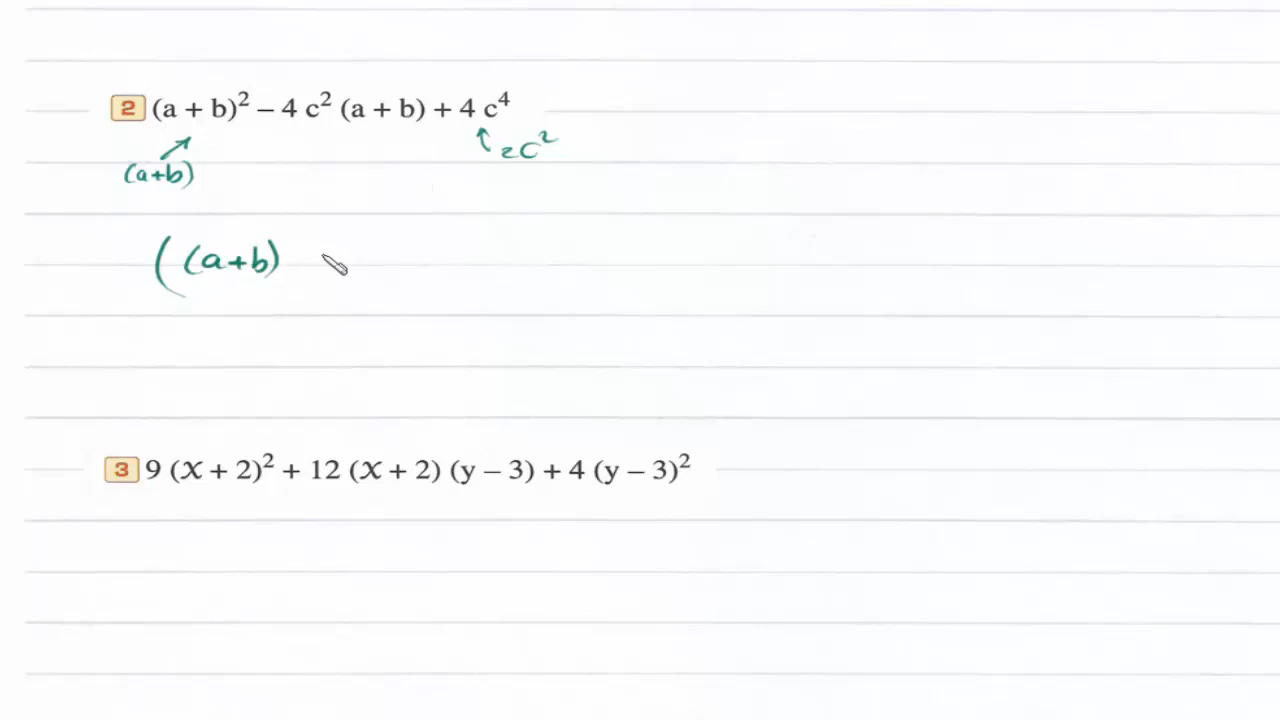 2 (a + b)² – 4 c² (a + b) + 4 c⁴
(a+b) 2c²
((a+b)
3 9 (x + 2)² + 12 (x + 2) (y – 3) + 4 (y – 3)²